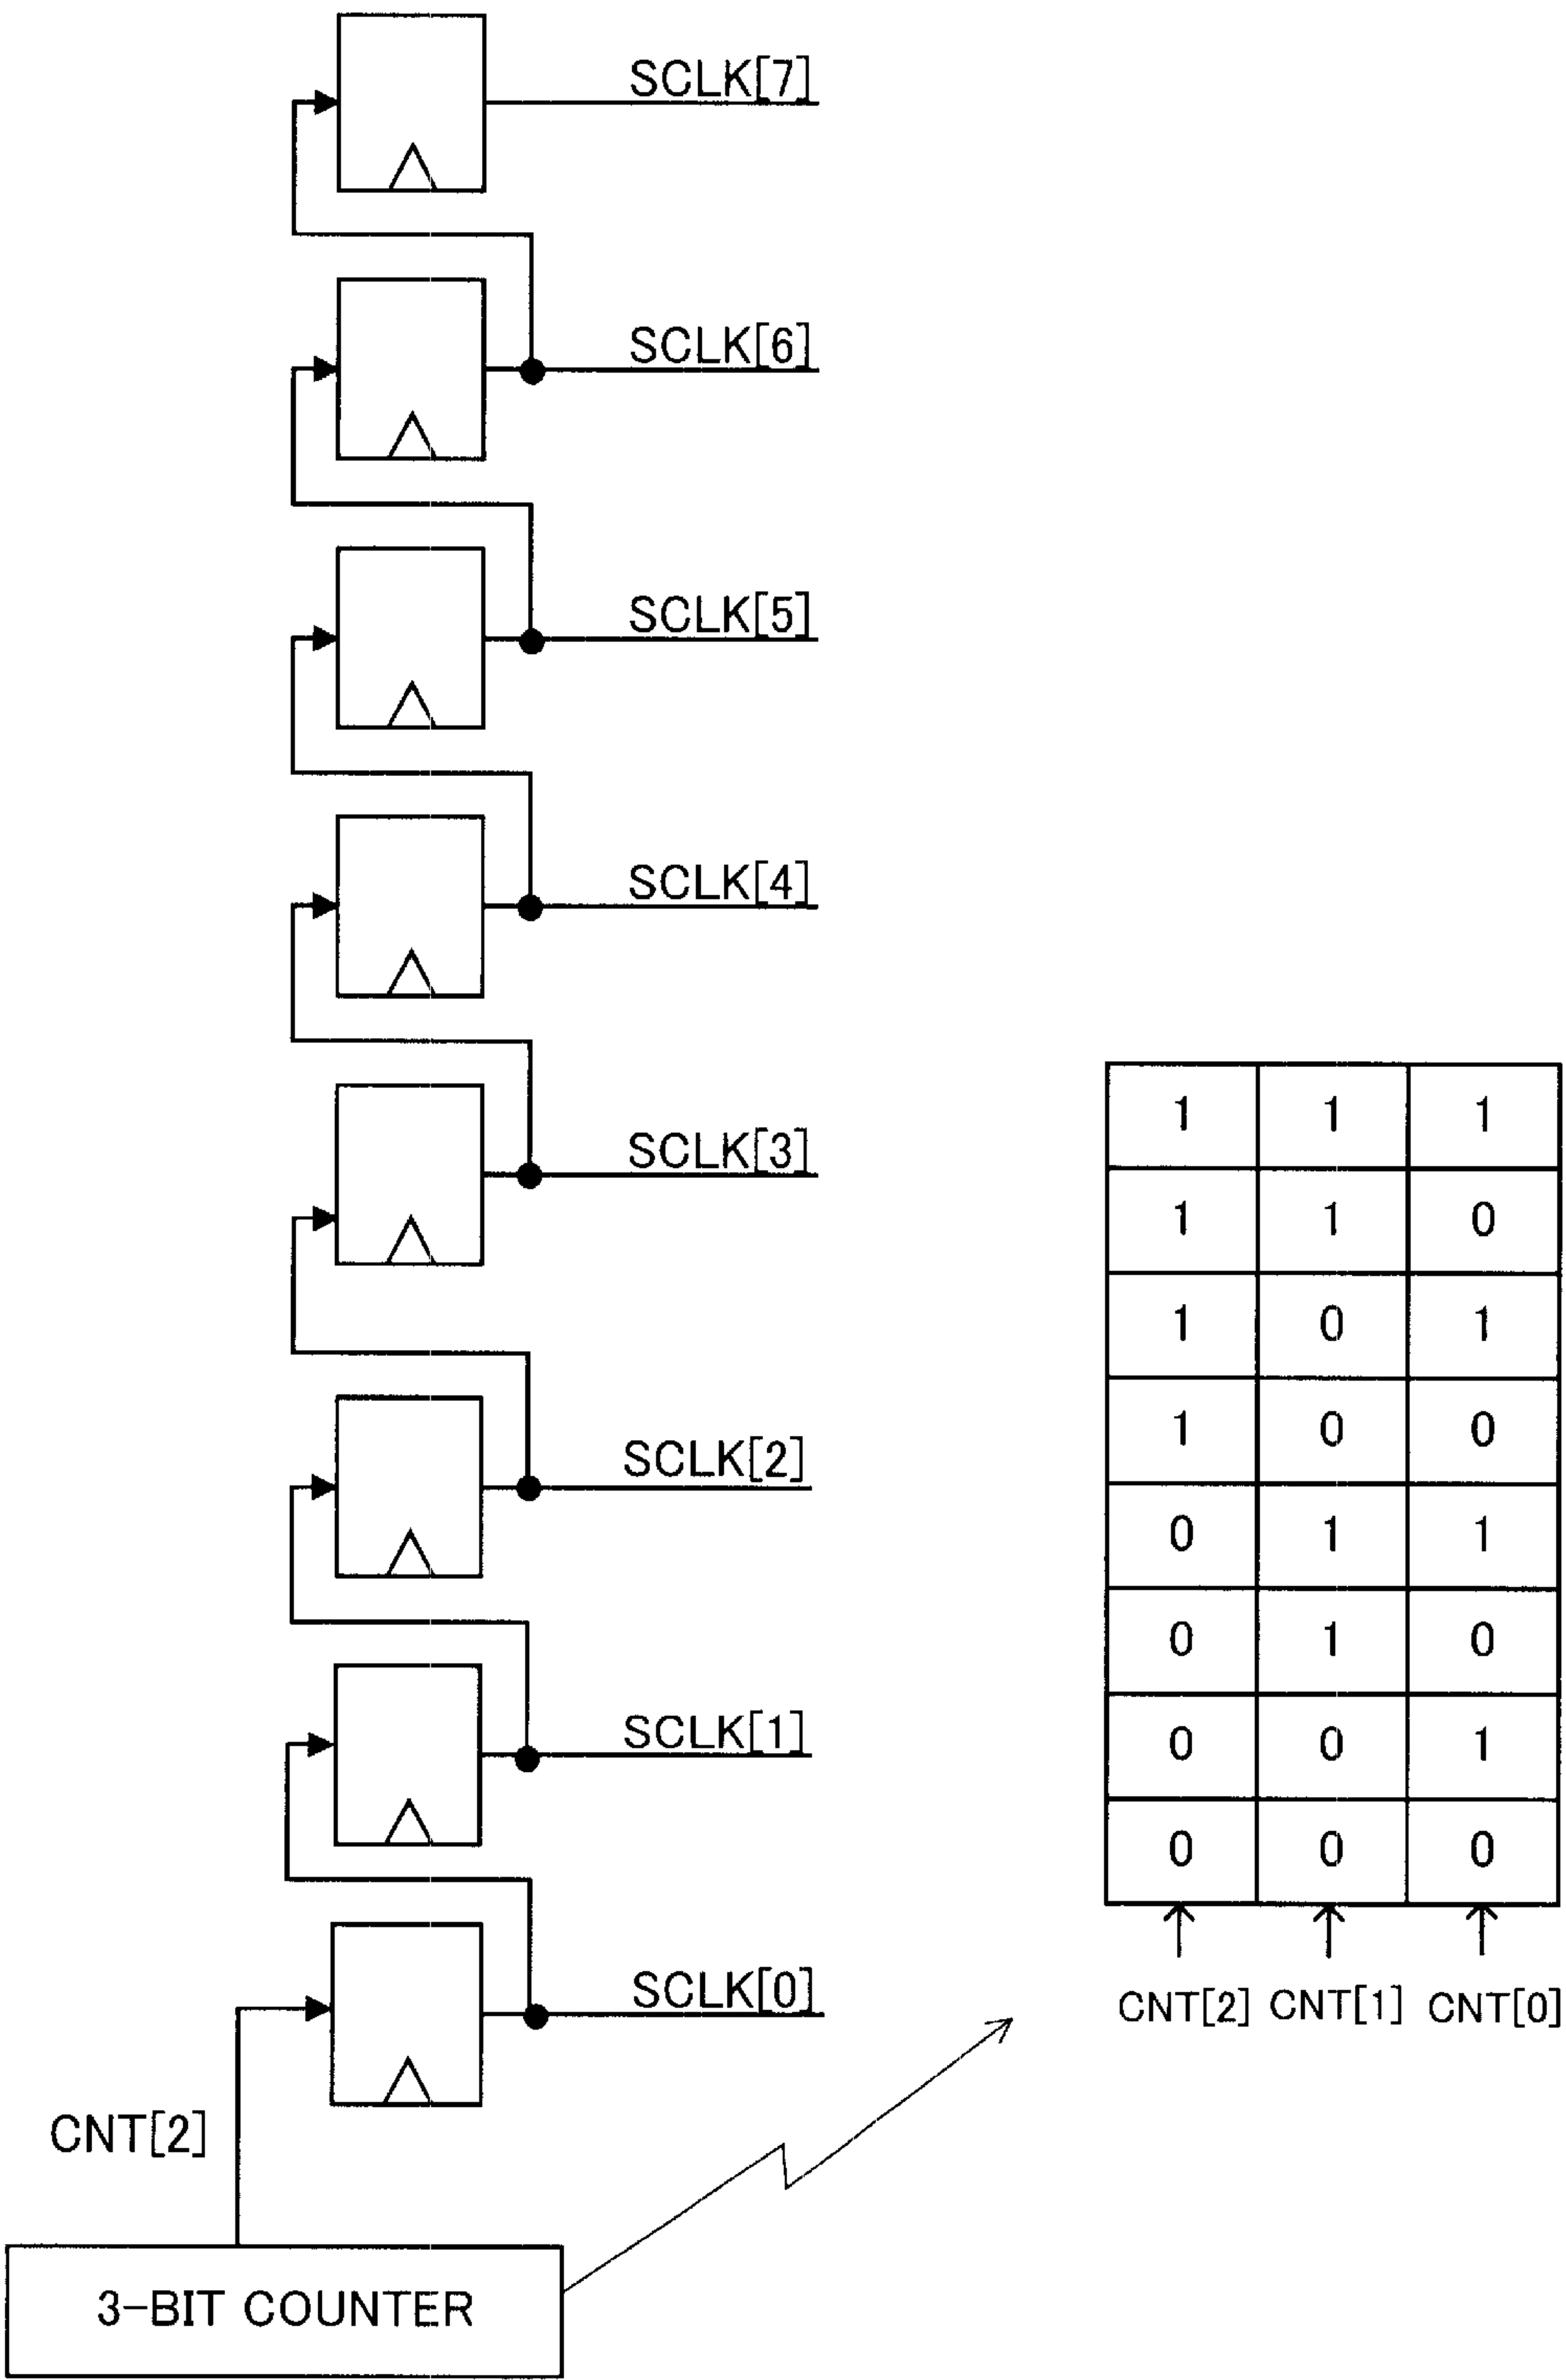 SCLK[7]
SCLK[6]
SCLK[5]
SCLK[4]
SCLK[3]
SCLK[2]
SCLK[1]
SCLK[0]
CNT[2]
3-BIT COUNTER
1 1 1
1 1 0
1 0 1
1 0 0
0 1 1
0 1 0
0 0 1
0 0 0
CNT[2] CNT[1] CNT[0]